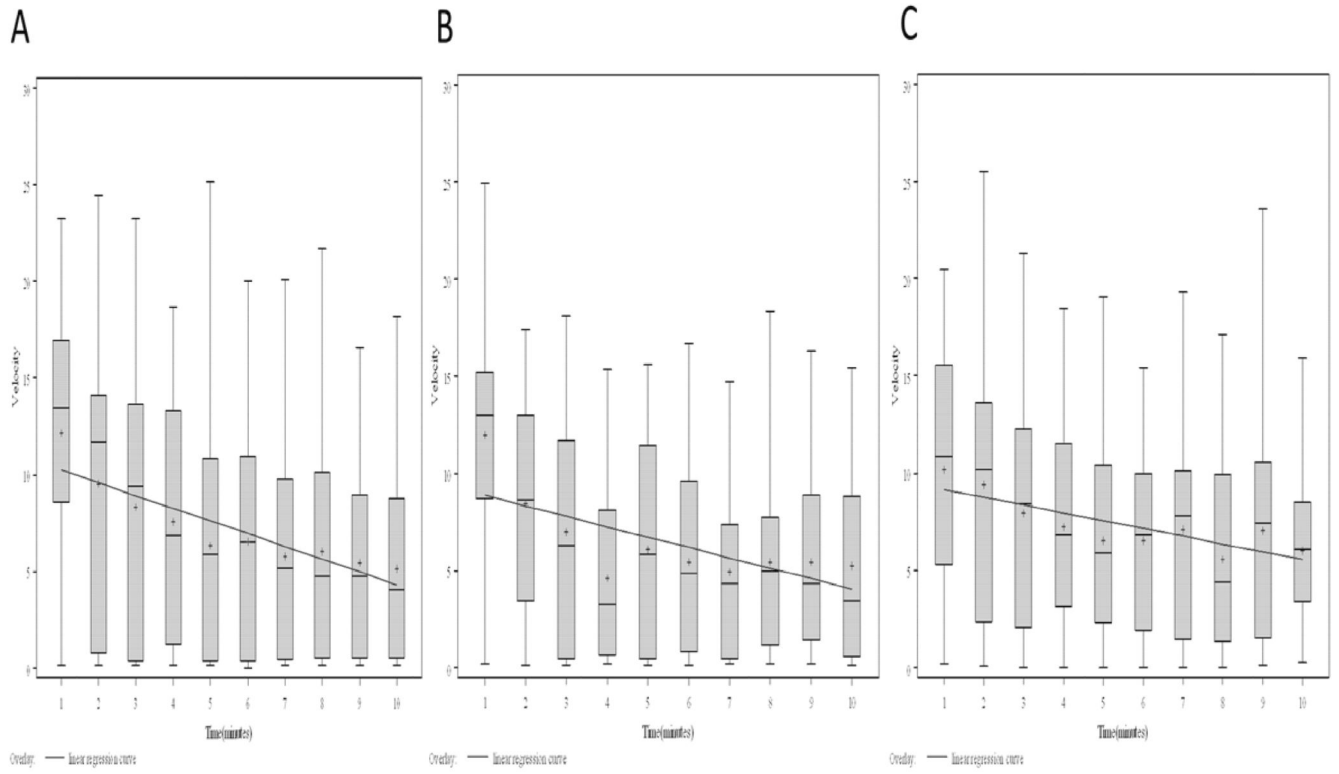 A B C
30 30 30
25 25 25
20 20 20
Velocity Velocity Velocity
15 15 15
10 10 10
5 5 5
0 0 0
1 2 3 4 5 6 7 8 9 10 1 2 3 4 5 6 7 8 9 10 1 2 3 4 5 6 7 8 9 10
Time(minutes) Time(minutes) Time(minutes)
Overlay: linear regression curve Overlay: linear regression curve Overlay: linear regression curve